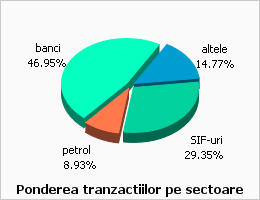 banci
46.95%
altele
14.77%
petrol
8.93%
SIF-uri
29.35%
Ponderea tranzactiilor pe sectoare